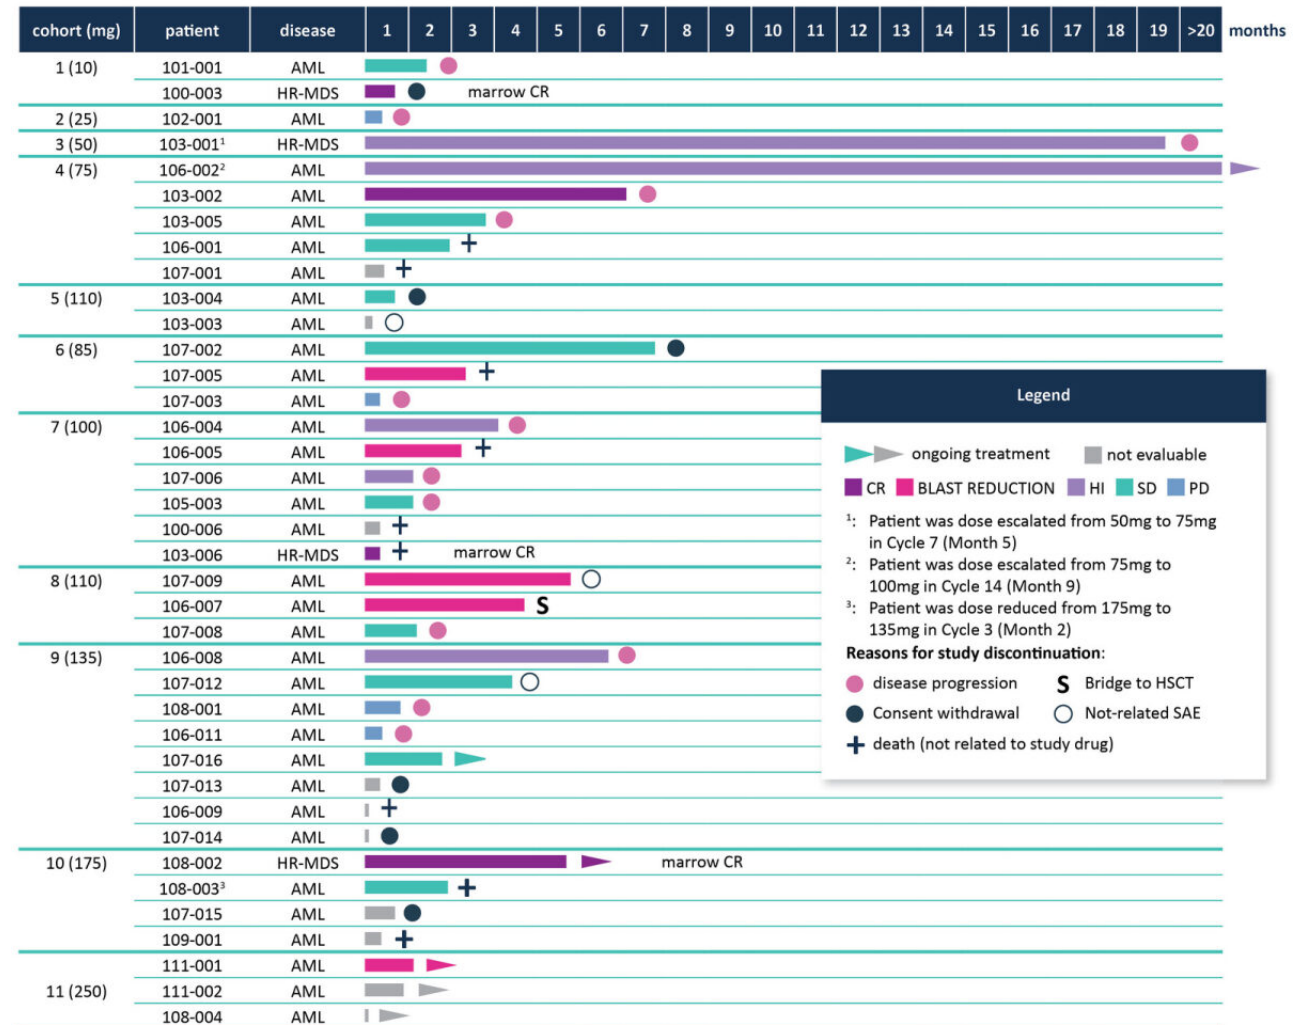 cohort (mg) patient disease 1 2 3 4 5 6 7 8 9 10 11 12 13 14 15 16 17 18 19 >20 months
1 (10) 101-001 AML
100-003 HR-MDS marrow CR
2 (25) 102-001 AML
3 (50) 103-001¹ HR-MDS
4 (75) 106-002² AML
103-002 AML
103-005 AML
106-001 AML
107-001 AML
5 (110) 103-004 AML
103-003 AML
6 (85) 107-002 AML
107-005 AML
107-003 AML
7 (100) 106-004 AML
106-005 AML
107-006 AML
105-003 AML
100-006 AML
103-006 HR-MDS marrow CR
8 (110) 107-009 AML
106-007 AML S
107-008 AML
9 (135) 106-008 AML
107-012 AML
108-001 AML
106-011 AML
107-016 AML
107-013 AML
106-009 AML
107-014 AML
10 (175) 108-002 HR-MDS marrow CR
108-003³ AML
107-015 AML
109-001 AML
111-001 AML
11 (250) 111-002 AML
108-004 AML
Legend
ongoing treatment not evaluable
CR BLAST REDUCTION HI SD PD
¹: Patient was dose escalated from 50mg to 75mg
in Cycle 7 (Month 5)
²: Patient was dose escalated from 75mg to
100mg in Cycle 14 (Month 9)
³: Patient was dose reduced from 175mg to
135mg in Cycle 3 (Month 2)
Reasons for study discontinuation:
disease progression S Bridge to HSCT
Consent withdrawal Not-related SAE
death (not related to study drug)